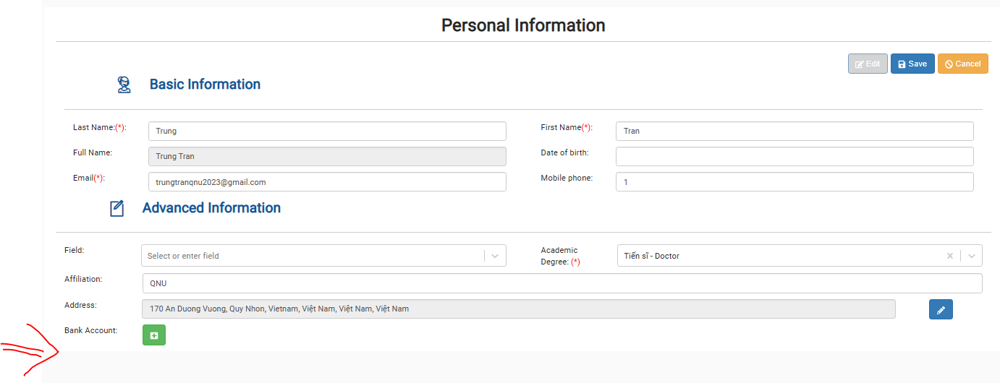 Personal Information
Edit Save Cancel
Basic Information
Last Name:(*): Trung First Name(*): Tran
Full Name: Trung Tran Date of birth:
Email(*): trungtranqnu2023@gmail.com Mobile phone: 1
Advanced Information
Field: Select or enter field Academic
Degree: (*) Tiến sĩ - Doctor
Affiliation: QNU
Address: 170 An Duong Vuong, Quy Nhon, Vietnam, Việt Nam, Việt Nam, Việt Nam
Bank Account: